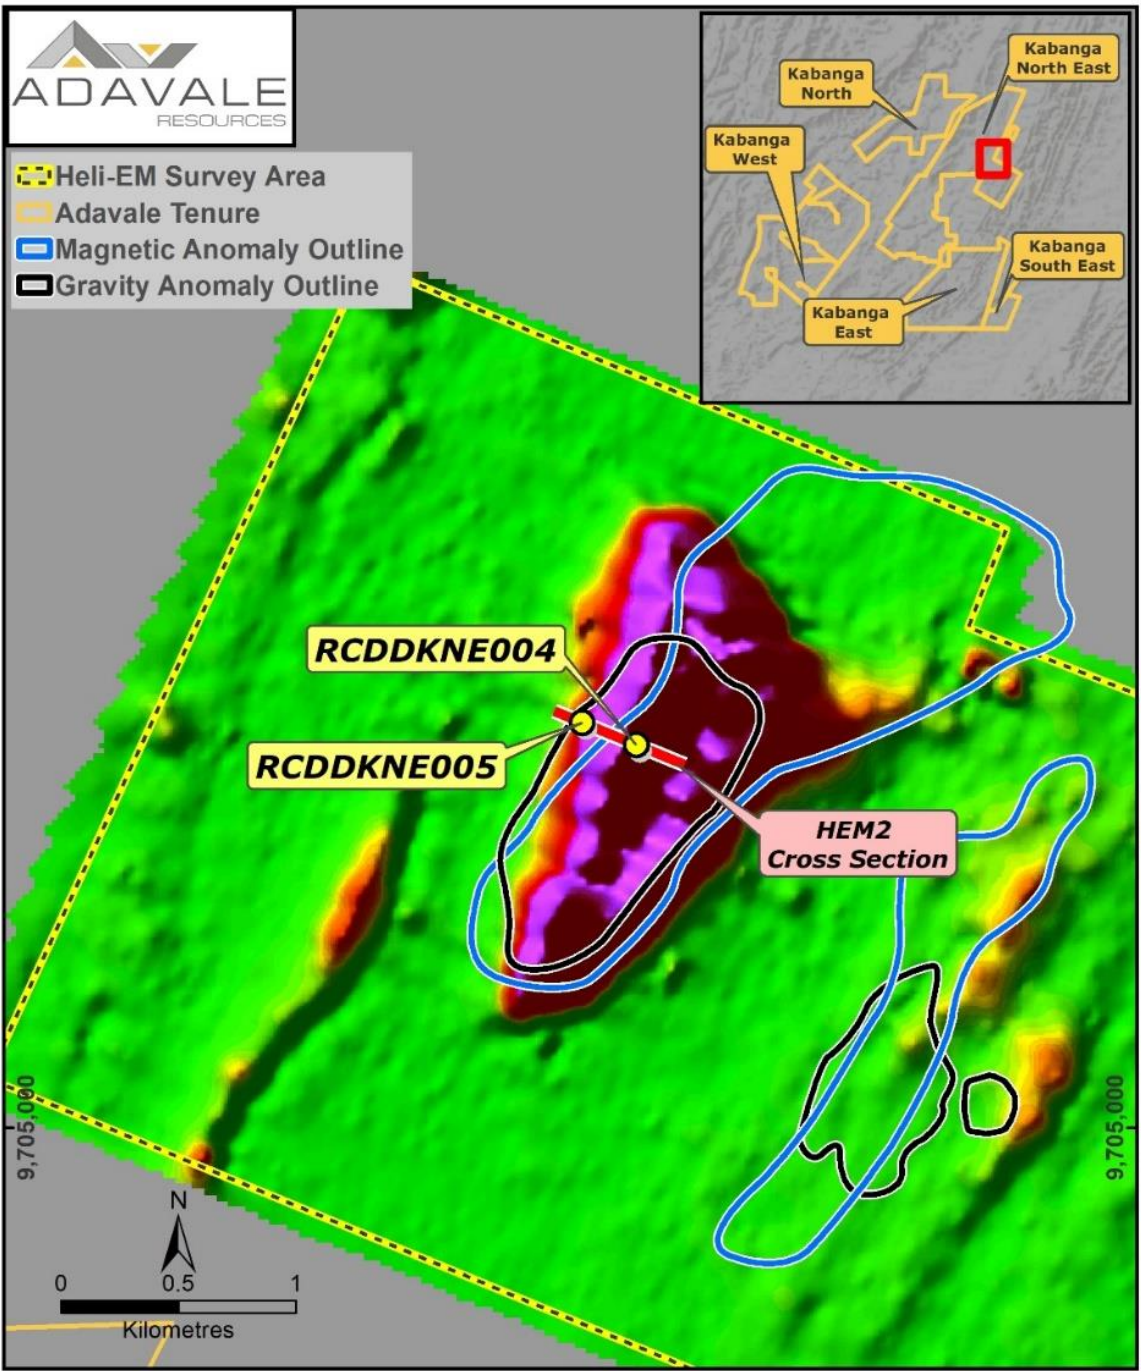 ADAVALE
RESOURCES
Heli-EM Survey Area
Adavale Tenure
Magnetic Anomaly Outline
Gravity Anomaly Outline
Kabanga
North East
Kabanga
North
Kabanga
West
Kabanga
South East
Kabanga
East
RCDDKNE004
RCDDKNE005
HEM2
Cross Section
9,705,000
9,705,000
N
0 0.5 1
Kilometres